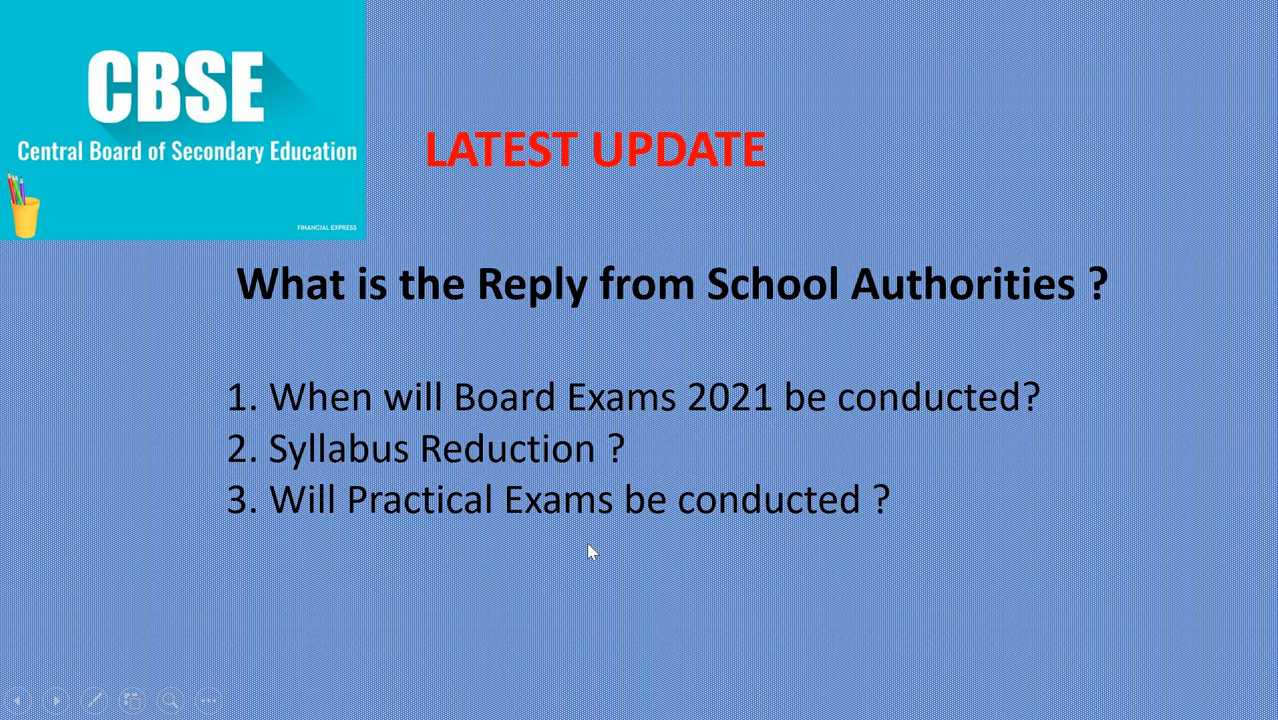 CBSE
Central Board of Secondary Education
FINANCIAL EXPRESS
LATEST UPDATE
What is the Reply from School Authorities ?
1. When will Board Exams 2021 be conducted?
2. Syllabus Reduction ?
3. Will Practical Exams be conducted ?